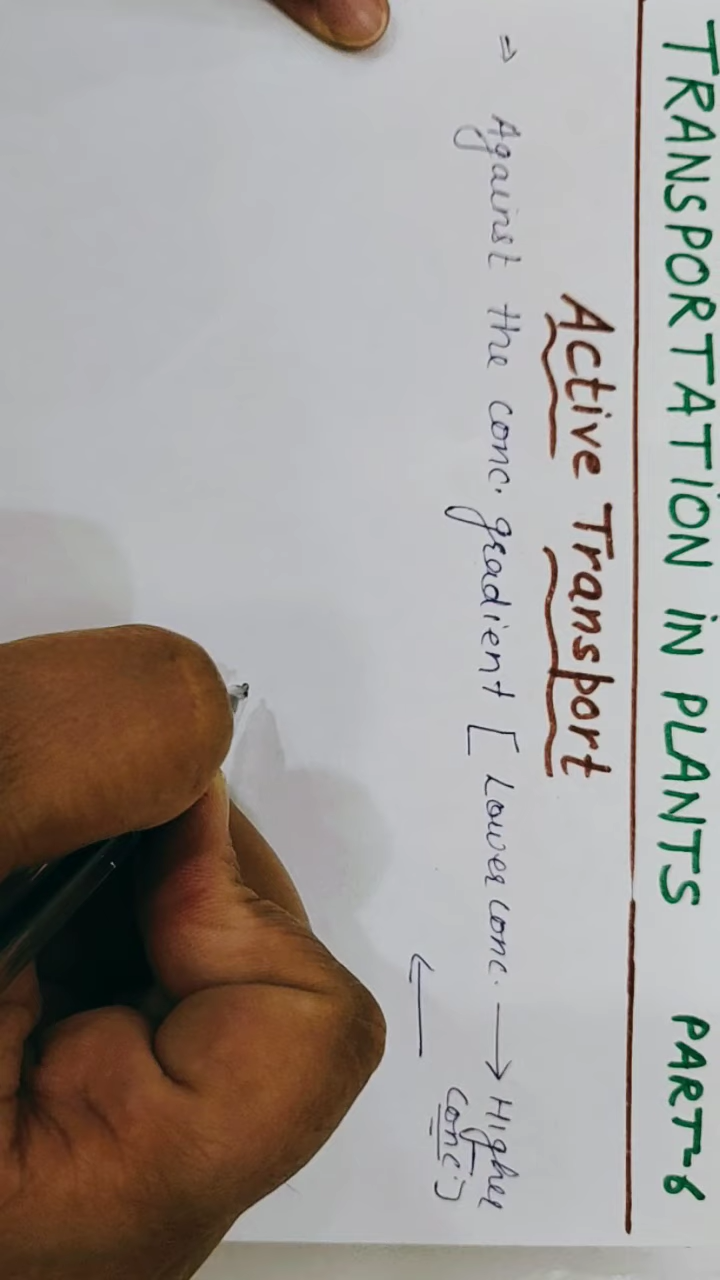 TRANSPORTATION IN PLANTS PART-6
Active Transport
⇒ Against the conc. gradient [ Lower conc. → Higher
conc.]
←